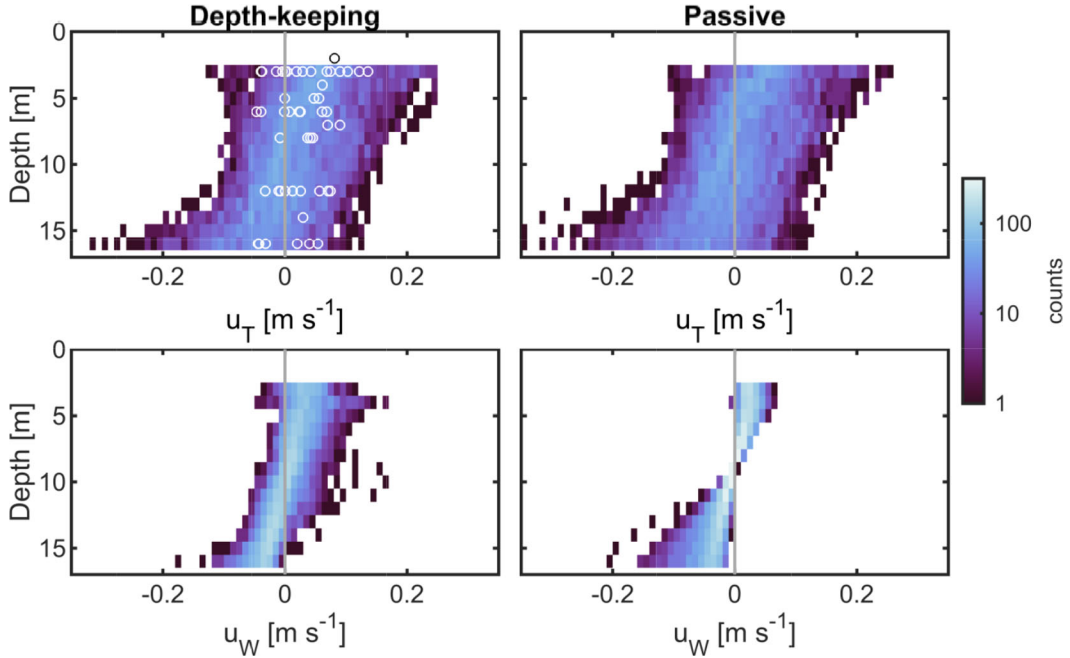 Depth-keeping
Passive
0
5
10
15
Depth [m]
-0.2 0 0.2
-0.2 0 0.2
u_T [m s⁻¹]
u_T [m s⁻¹]
100
10
1
counts
0
5
10
15
Depth [m]
-0.2 0 0.2
-0.2 0 0.2
u_W [m s⁻¹]
u_W [m s⁻¹]